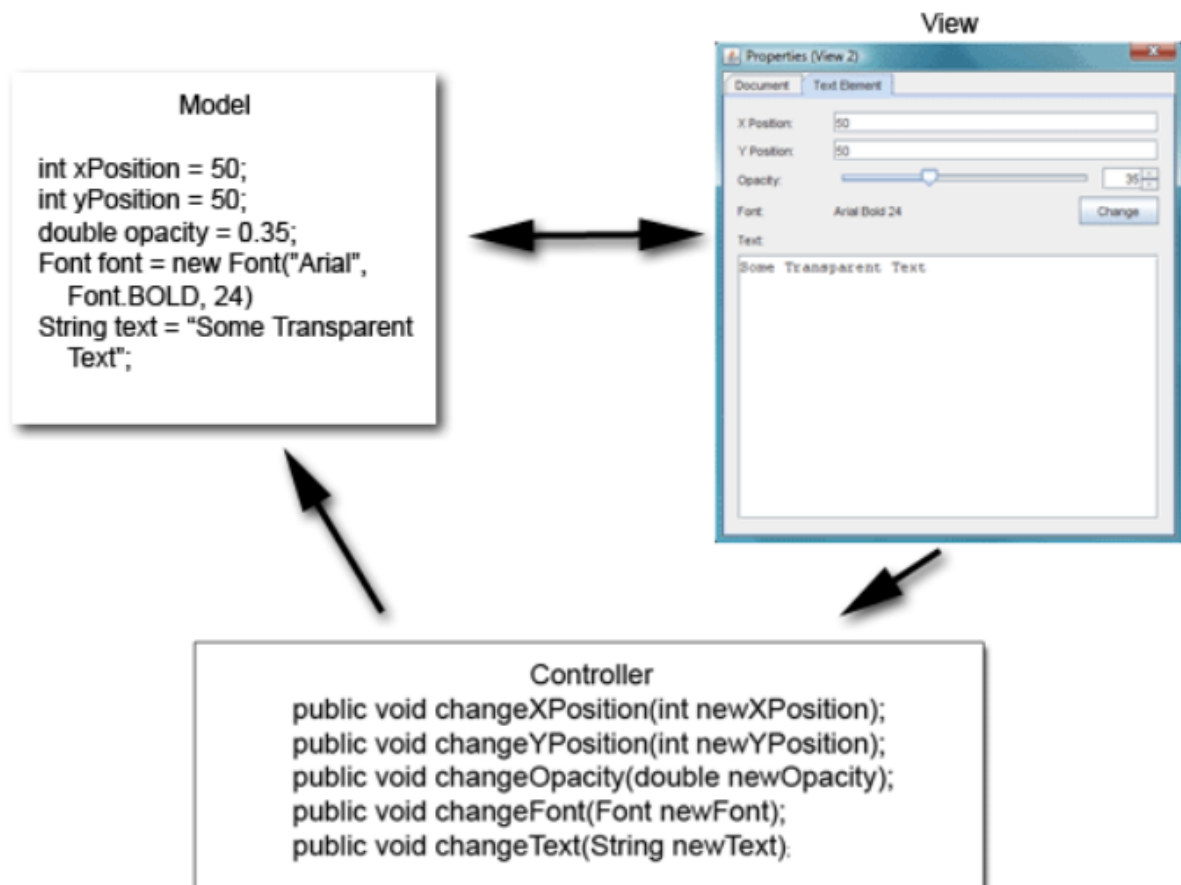 View
Properties (View 2)
Document Text Element
X Position: 50
Y Position: 50
Opacity: 35
Font: Arial Bold 24 Change
Text:
Some Transparent Text
Model
int xPosition = 50;
int yPosition = 50;
double opacity = 0.35;
Font font = new Font("Arial",
Font.BOLD, 24)
String text = “Some Transparent
Text”;
Controller
public void changeXPosition(int newXPosition);
public void changeYPosition(int newYPosition);
public void changeOpacity(double newOpacity);
public void changeFont(Font newFont);
public void changeText(String newText);